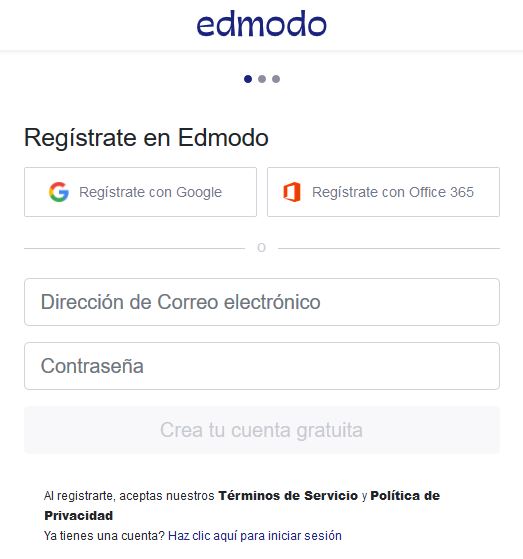 edmodo
Regístrate en Edmodo
Regístrate con Google
Regístrate con Office 365
o
Dirección de Correo electrónico
Contraseña
Crea tu cuenta gratuita
Al registrarte, aceptas nuestros Términos de Servicio y Política de
Privacidad
Ya tienes una cuenta? Haz clic aquí para iniciar sesión